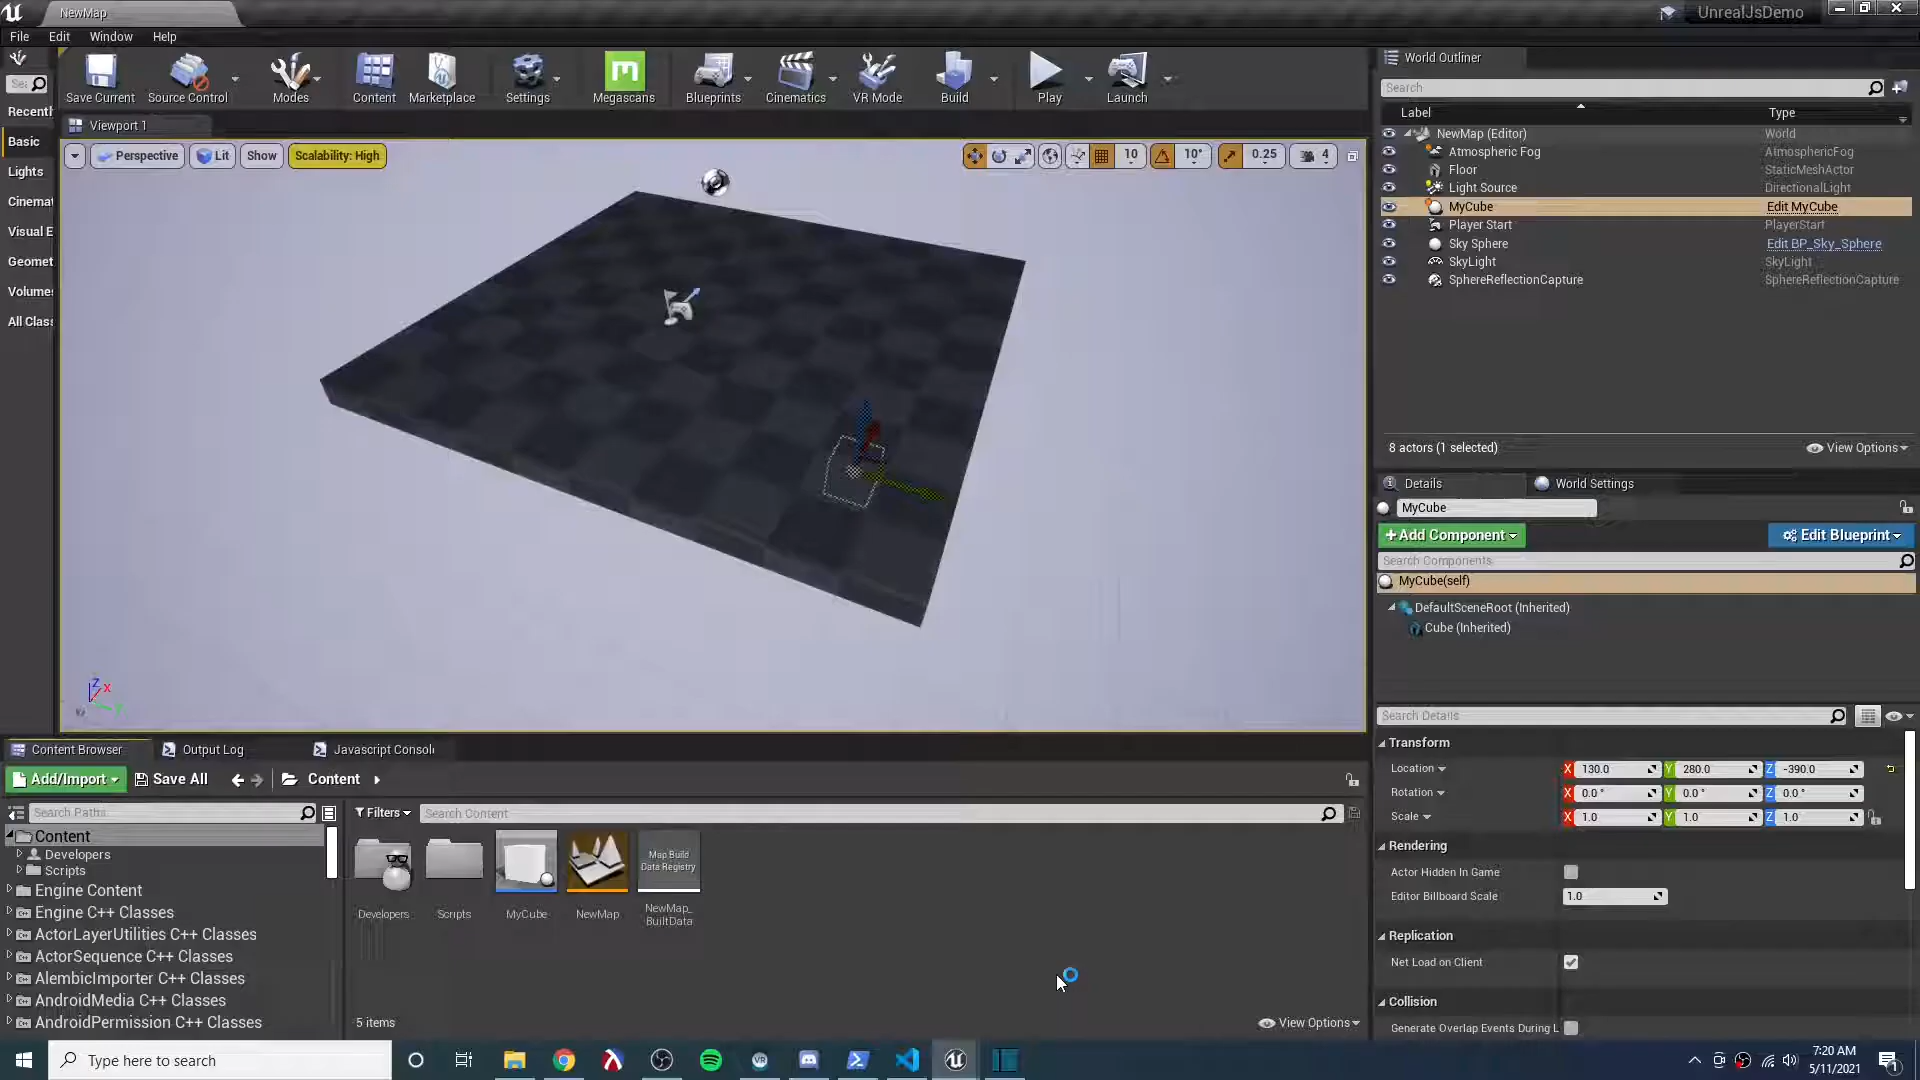 NewMap
UnrealJsDemo
File Edit Window Help
Save Current Source Control Modes Content Marketplace Settings Megascans Blueprints Cinematics VR Mode Build Play Launch
World Outliner
Search
Label Type
NewMap (Editor) World
Atmospheric Fog AtmosphericFog
Floor StaticMeshActor
Light Source DirectionalLight
MyCube Edit MyCube
Player Start PlayerStart
Sky Sphere Edit BP_Sky_Sphere
SkyLight SkyLight
SphereReflectionCapture SphereReflectionCapture
8 actors (1 selected) View Options
Recentl
Basic
Lights
Cinemat
Visual E
Geomet
Volumes
All Class
Viewport 1
Perspective Lit Show Scalability: High 10 10° 0.25 4
Z X Y
Details World Settings
MyCube
+Add Component Edit Blueprint
Search Components
MyCube(self)
DefaultSceneRoot (Inherited)
Cube (Inherited)
Search Details
Transform
Location X 130.0 Y 280.0 Z -390.0
Rotation X 0.0 ° Y 0.0 ° Z 0.0 °
Scale X 1.0 Y 1.0 Z 1.0
Rendering
Actor Hidden In Game
Editor Billboard Scale 1.0
Replication
Net Load on Client
Collision
Generate Overlap Events During L
Content Browser Output Log Javascript Consol
Add/Import Save All Content
Search Paths
Filters Search Content
Content
Developers
Scripts
Engine Content
Engine C++ Classes
ActorLayerUtilities C++ Classes
ActorSequence C++ Classes
AlembicImporter C++ Classes
AndroidMedia C++ Classes
AndroidPermission C++ Classes
Map Build
Data Registry
Developers Scripts MyCube NewMap NewMap_
BuiltData
5 items View Options
Type here to search
7:20 AM
5/11/2021